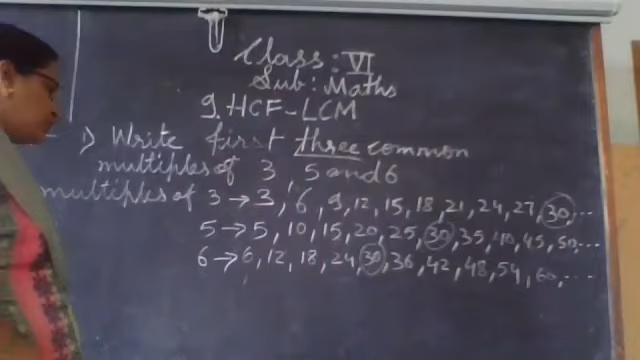 Class: VI
Sub: Maths
9. HCF-LCM
1) Write first three common
multiples of 3, 5 and 6
multiples of 3 → 3, 6, 9, 12, 15, 18, 21, 24, 27, 30, ...
5 → 5, 10, 15, 20, 25, 30, 35, 40, 45, 50, ...
6 → 6, 12, 18, 24, 30, 36, 42, 48, 54, 60, ....